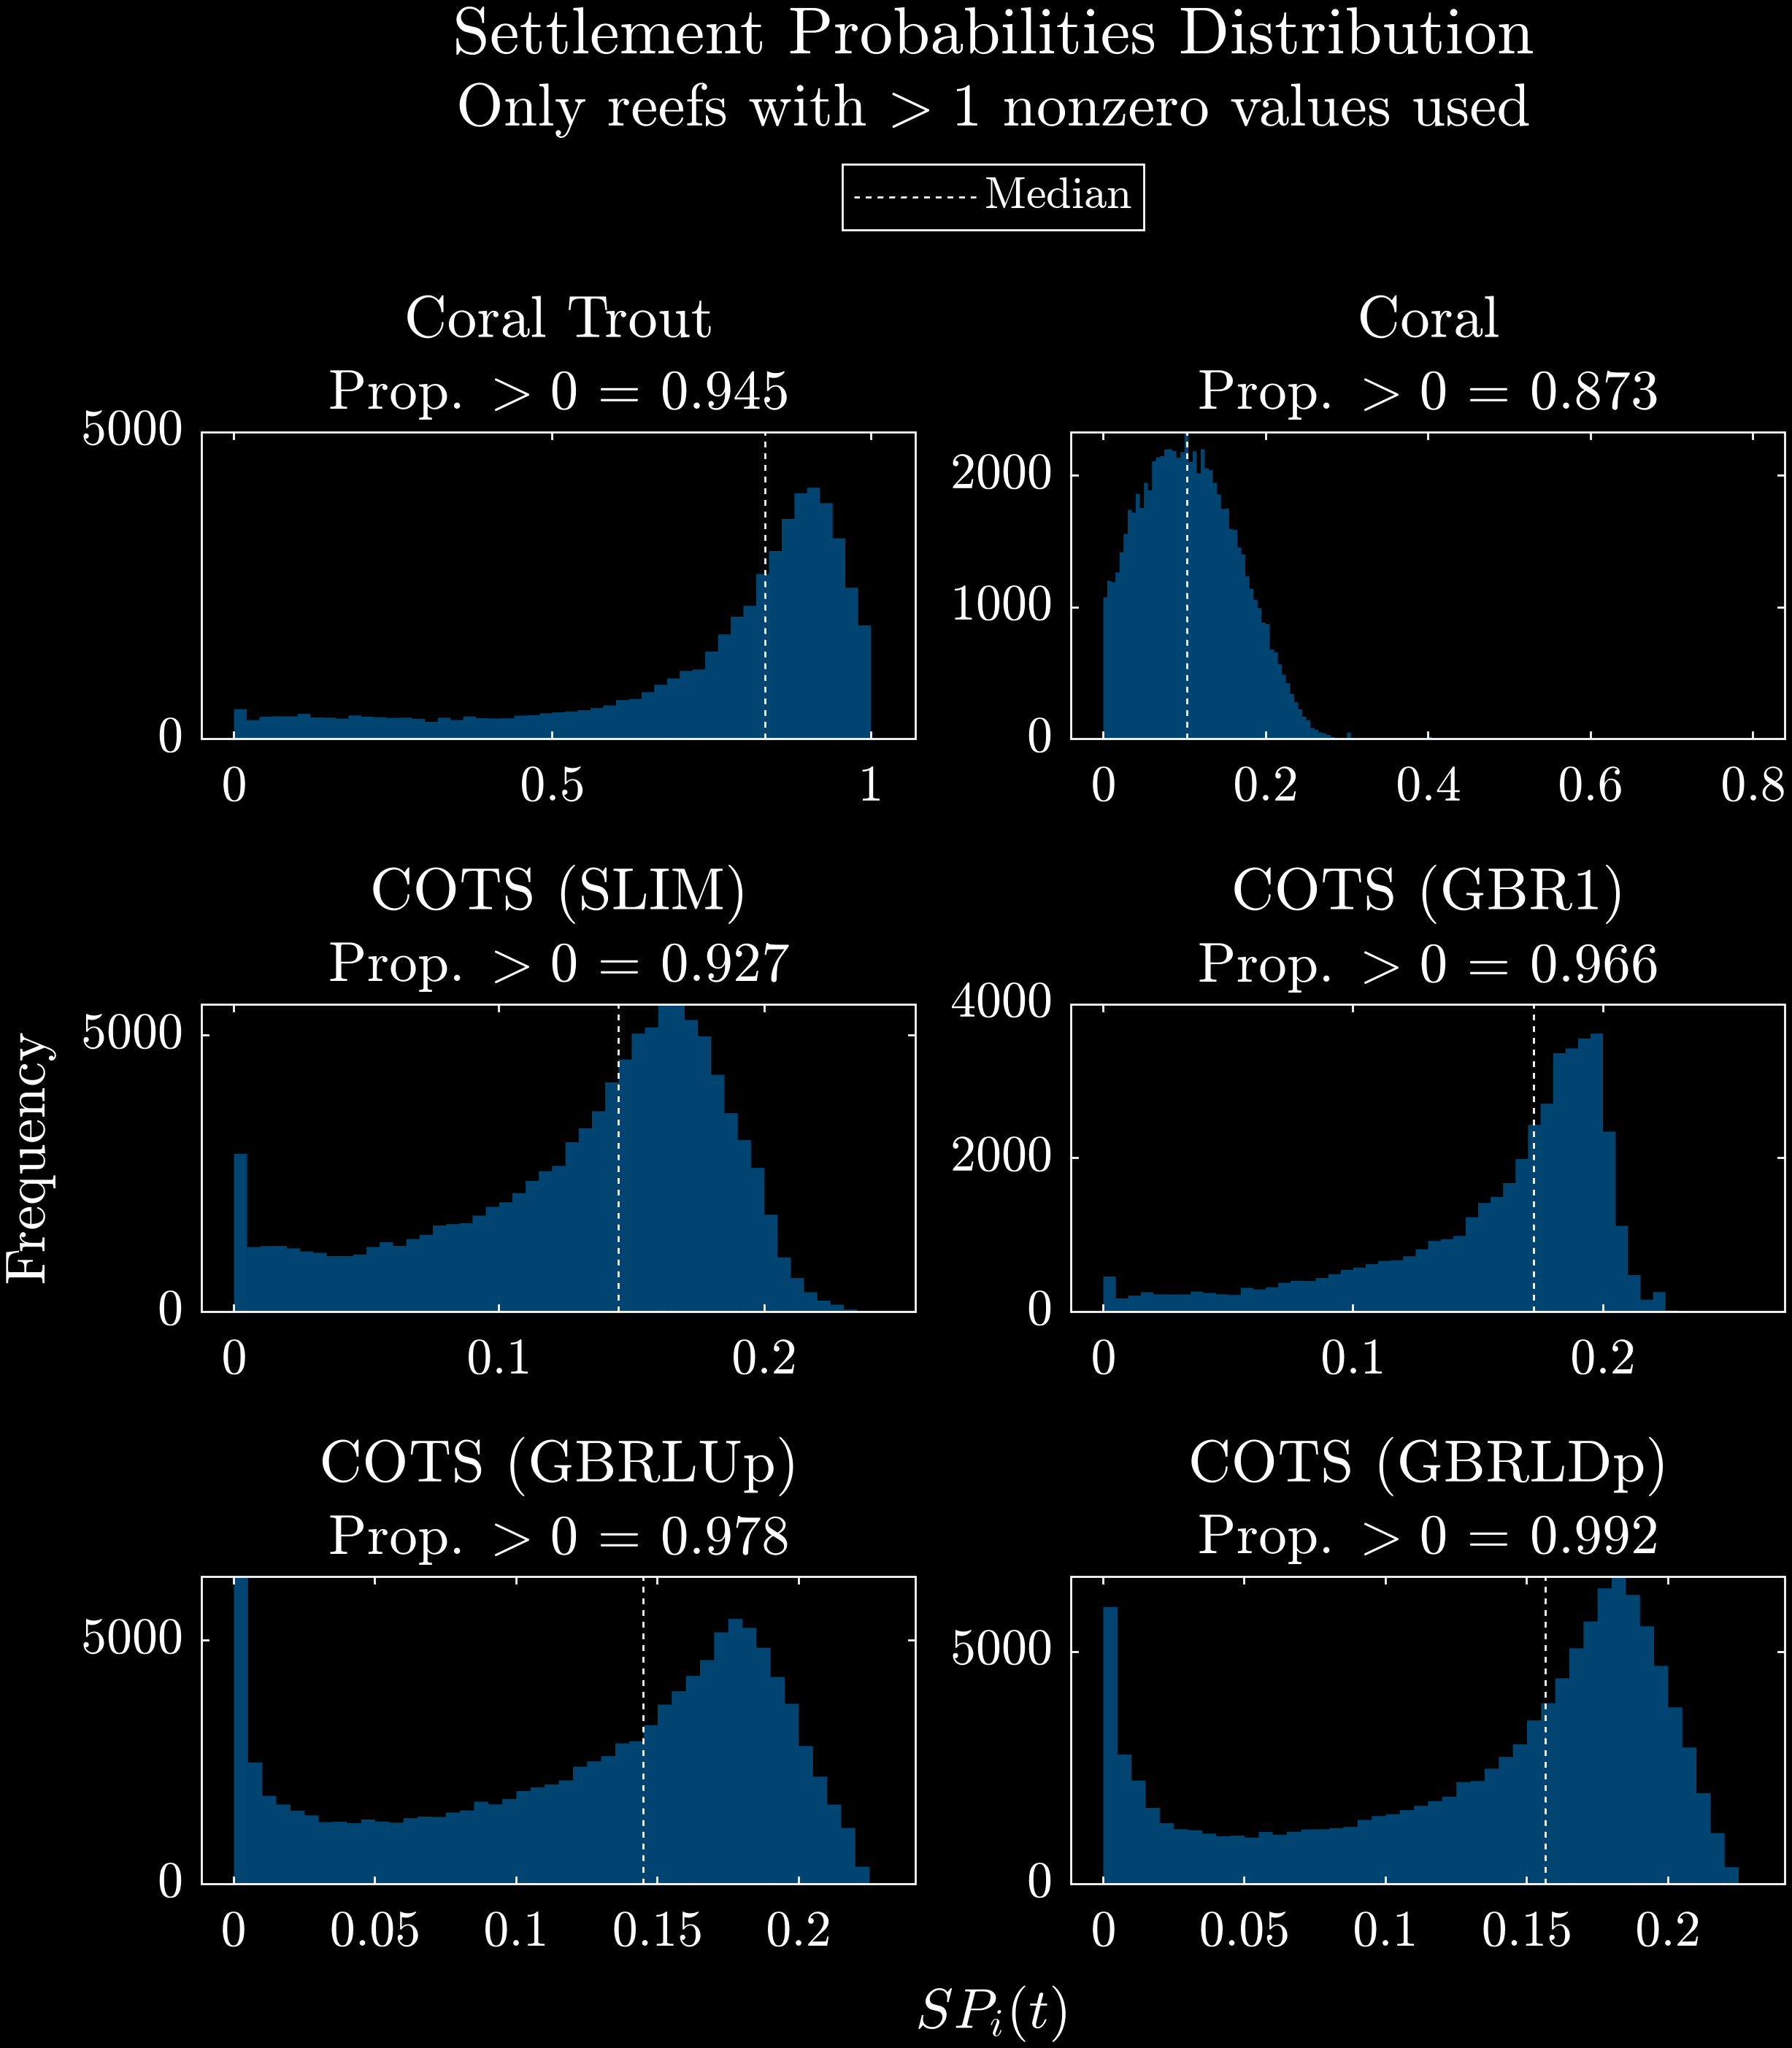 Settlement Probabilities Distribution
Only reefs with > 1 nonzero values used
Median
Coral Trout
Prop. > 0 = 0.945
5000
0
0 0.5 1
Coral
Prop. > 0 = 0.873
2000
1000
0
0 0.2 0.4 0.6 0.8
Frequency
COTS (SLIM)
Prop. > 0 = 0.927
5000
0
0 0.1 0.2
COTS (GBR1)
Prop. > 0 = 0.966
4000
2000
0
0 0.1 0.2
COTS (GBRLUp)
Prop. > 0 = 0.978
5000
0
0 0.05 0.1 0.15 0.2
COTS (GBRLDp)
Prop. > 0 = 0.992
5000
0
0 0.05 0.1 0.15 0.2
SPᵢ(t)